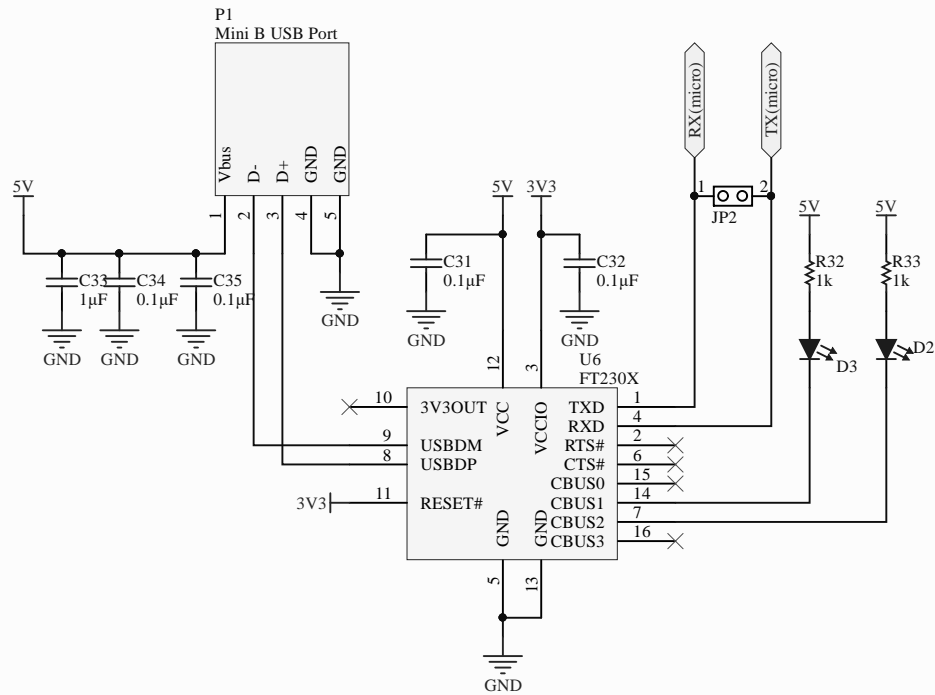 P1
Mini B USB Port
Vbus
D-
D+
GND
GND
1
2
3
4
5
5V
C33
1µF
C34
0.1µF
C35
0.1µF
GND
GND
GND
GND
5V
3V3
C31
0.1µF
C32
0.1µF
GND
GND
12
3
RX(micro)
TX(micro)
1
2
JP2
5V
5V
R32
1k
R33
1k
D3
D2
U6
FT230X
10
3V3OUT
9
USBDM
8
USBDP
3V3
11
RESET#
VCC
VCCIO
GND
GND
TXD
1
RXD
4
RTS#
2
CTS#
6
CBUS0
15
CBUS1
14
CBUS2
7
CBUS3
16
5
13
GND